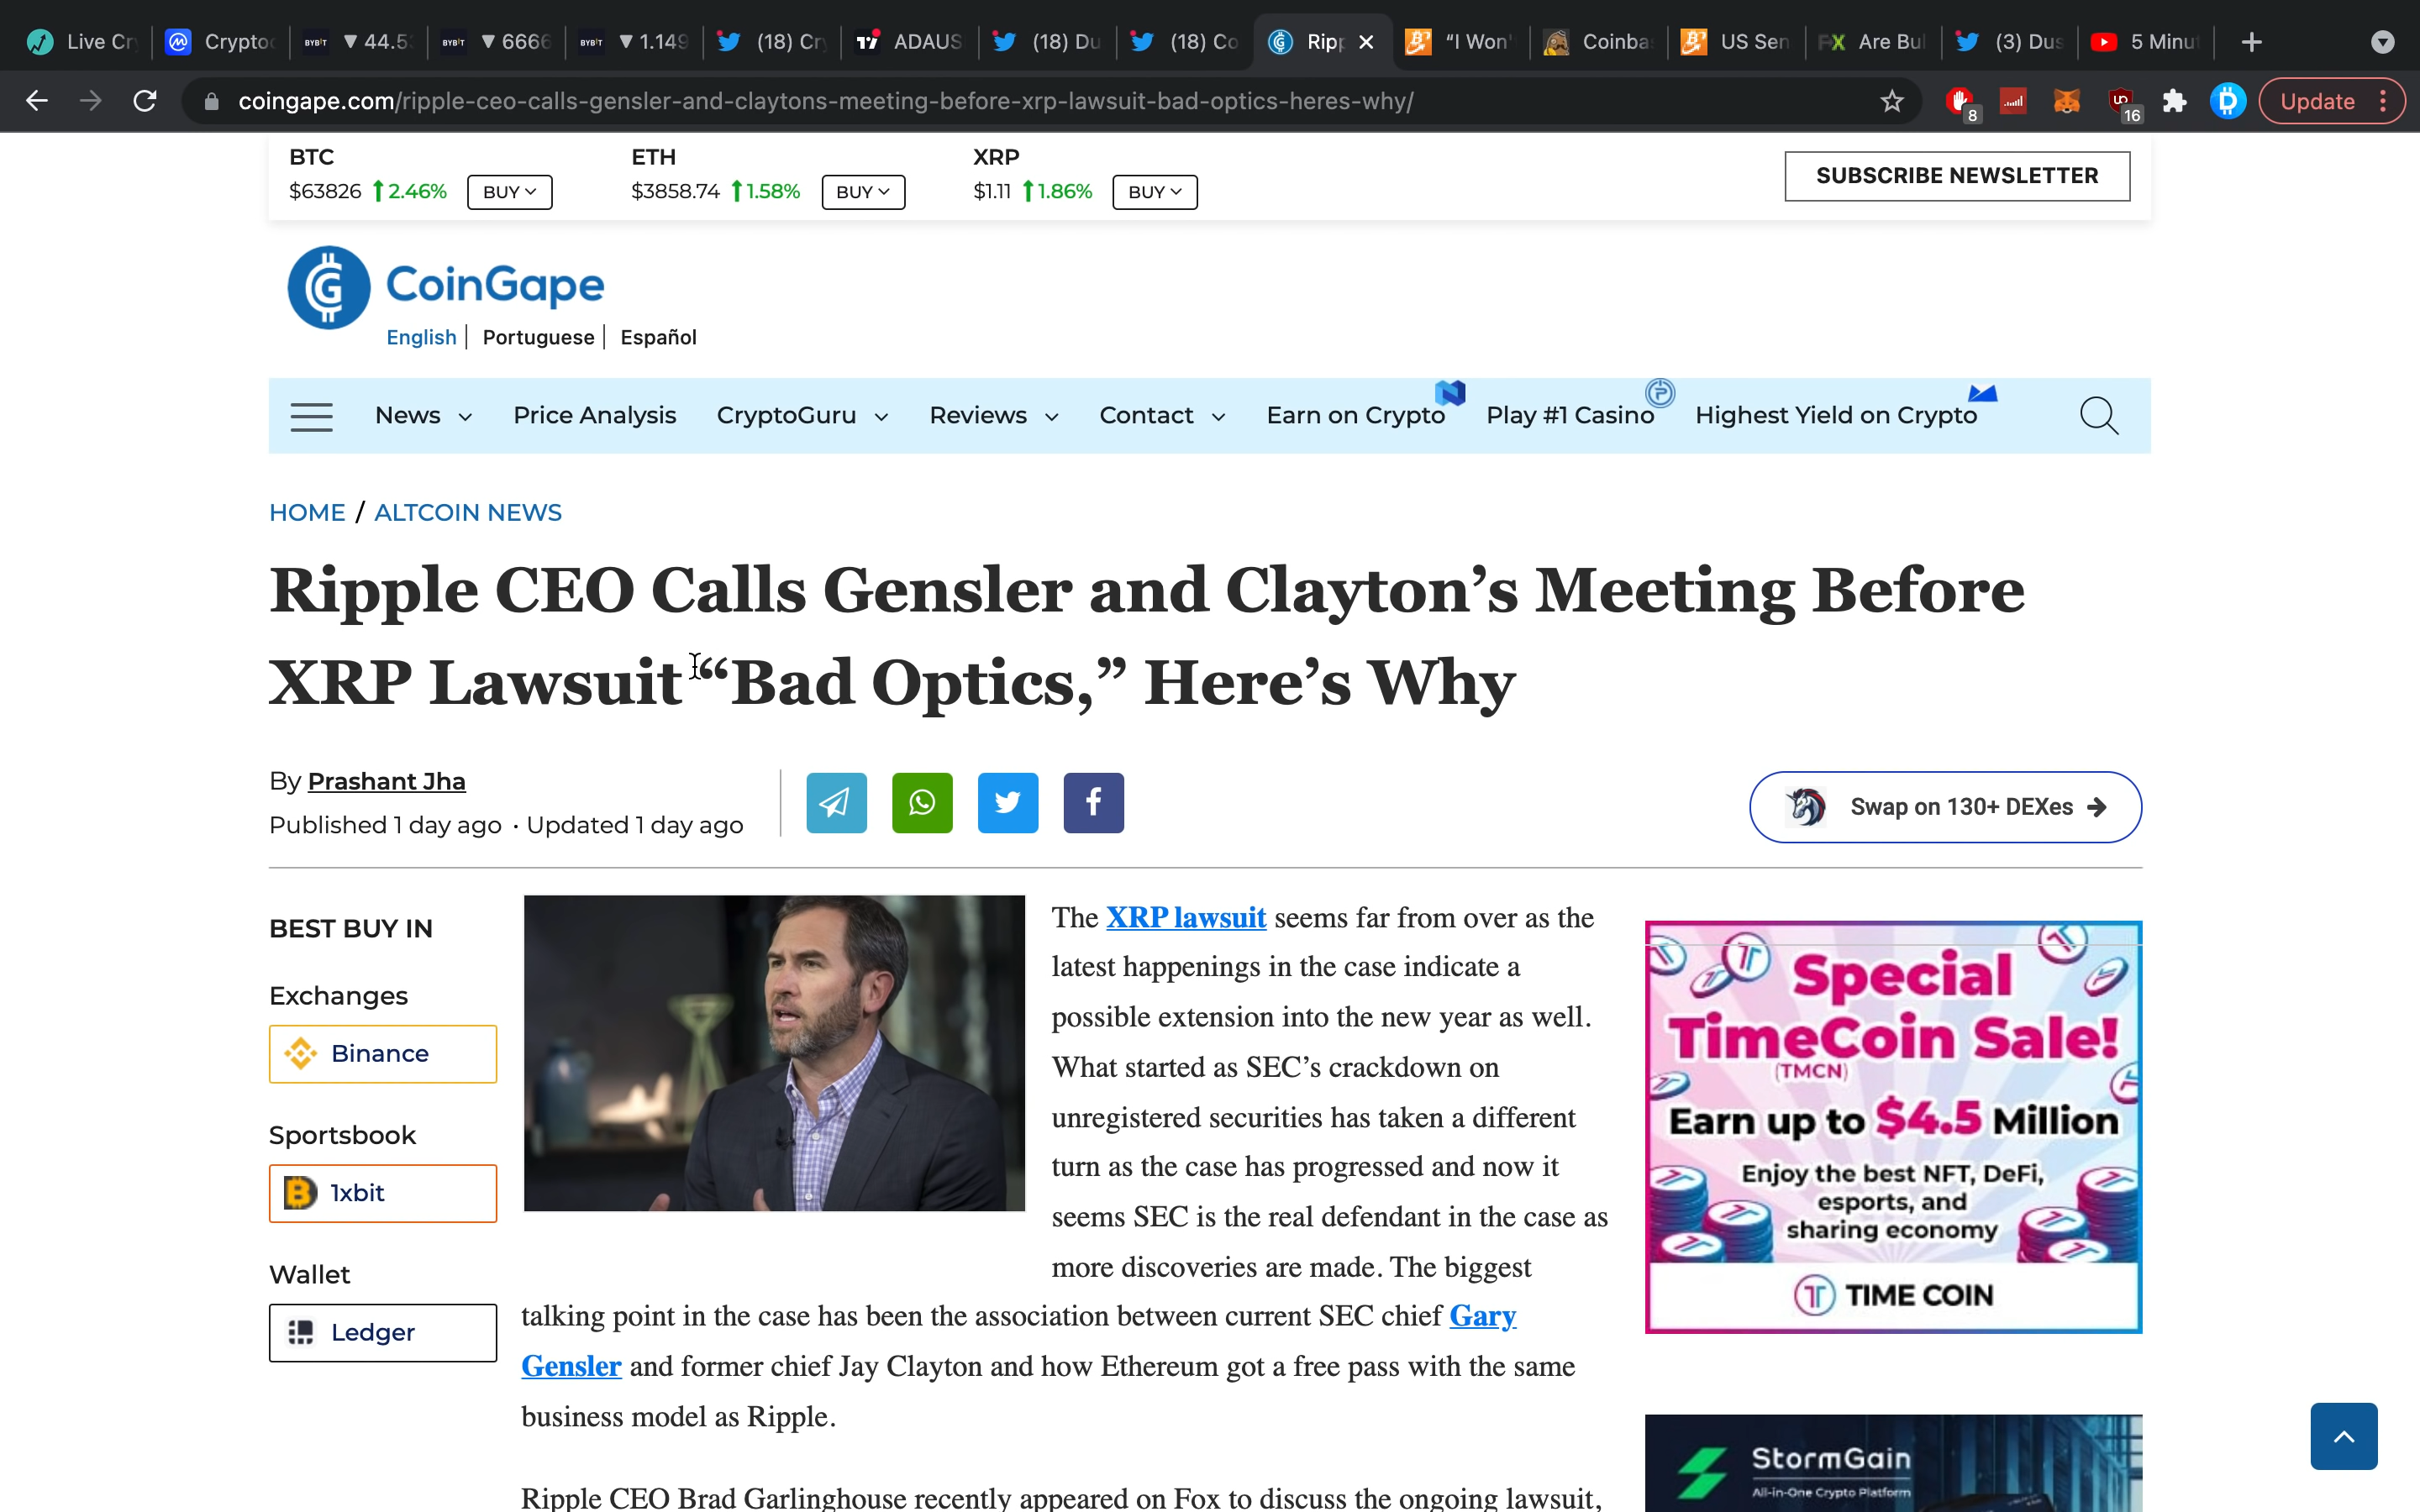 Live Cr
Crypto
BYBIT ▼ 44.5
BYBIT ▼ 6666
BYBIT ▼ 1.149
(18) Cr
ADAUS
(18) Du
(18) Co
Ripp
“I Won'
Coinba
US Sen
Are Bul
(3) Dus
5 Minut
coingape.com/ripple-ceo-calls-gensler-and-claytons-meeting-before-xrp-lawsuit-bad-optics-heres-why/
8
16
Update
BTC
$63826 2.46% BUY
ETH
$3858.74 1.58% BUY
XRP
$1.11 1.86% BUY
SUBSCRIBE NEWSLETTER
CoinGape
English | Portuguese | Español
News Price Analysis CryptoGuru Reviews Contact Earn on Crypto Play #1 Casino Highest Yield on Crypto
HOME / ALTCOIN NEWS
Ripple CEO Calls Gensler and Clayton’s Meeting Before
XRP Lawsuit “Bad Optics,” Here’s Why
By Prashant Jha
Published 1 day ago · Updated 1 day ago
Swap on 130+ DEXes
BEST BUY IN
Exchanges
Binance
Sportsbook
1xbit
Wallet
Ledger
The XRP lawsuit seems far from over as the
latest happenings in the case indicate a
possible extension into the new year as well.
What started as SEC’s crackdown on
unregistered securities has taken a different
turn as the case has progressed and now it
seems SEC is the real defendant in the case as
more discoveries are made. The biggest
talking point in the case has been the association between current SEC chief Gary
Gensler and former chief Jay Clayton and how Ethereum got a free pass with the same
business model as Ripple.
Ripple CEO Brad Garlinghouse recently appeared on Fox to discuss the ongoing lawsuit,
Special
TimeCoin Sale!
(TMCN)
Earn up to $4.5 Million
Enjoy the best NFT, DeFi,
esports, and
sharing economy
TIME COIN
StormGain
All-in-One Crypto Platform